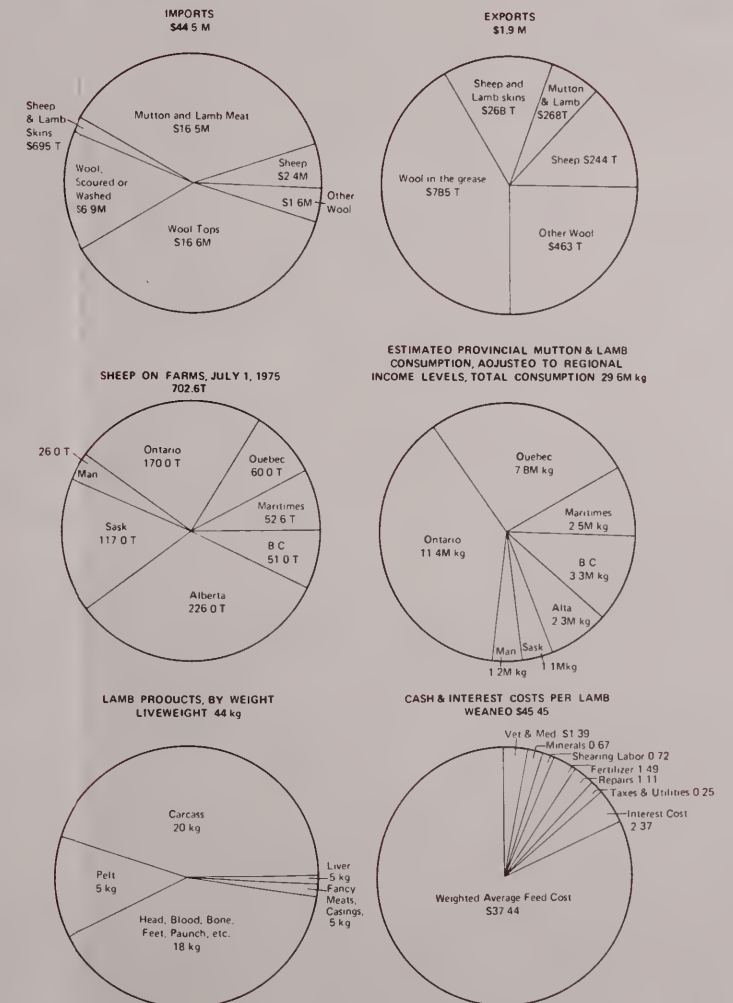 IMPORTS
$44 5 M
Mutton and Lamb Meat
$16 5M
Sheep
& Lamb
Skins
$695 T
Sheep
$2 4M
Wool,
Scoured or
Washed
$6 9M
$1 6M
Other
Wool
Wool Tops
$16 6M
EXPORTS
$1.9 M
Sheep and
Lamb skins
$268 T
Mutton
& Lamb
$268T
Sheep $244 T
Wool in the grease
$785 T
Other Wool
$463 T
SHEEP ON FARMS, JULY 1, 1975
702.6T
26 0 T
Man
Ontario
170 0 T
Quebec
60 0 T
Maritimes
52 6 T
B C
51 0 T
Sask
117 0 T
Alberta
226 0 T
ESTIMATED PROVINCIAL MUTTON & LAMB
CONSUMPTION, ADJUSTED TO REGIONAL
INCOME LEVELS, TOTAL CONSUMPTION 29 6M kg
Quebec
7 8M kg
Maritimes
2 5M kg
Ontario
11 4M kg
B C
3 3M kg
Alta
2 3M kg
Man
1 2M kg
Sask
1 1Mkg
LAMB PRODUCTS, BY WEIGHT
LIVEWEIGHT 44 kg
Carcass
20 kg
Pelt
5 kg
Liver
5 kg
Fancy
Meats,
Casings,
5 kg
Head, Blood, Bone,
Feet, Paunch, etc.
18 kg
CASH & INTEREST COSTS PER LAMB
WEANED $45 45
Vet & Med $1 39
Minerals 0 67
Shearing Labor 0 72
Fertilizer 1 49
Repairs 1 11
Taxes & Utilities 0 25
Interest Cost
2 37
Weighted Average Feed Cost
$37 44